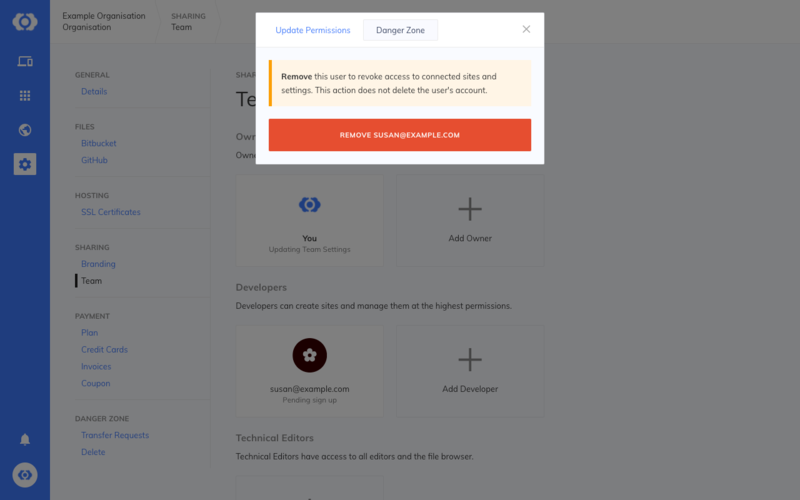 Example Organisation
Organisation
SHARING
Team
Update Permissions
Danger Zone
Remove this user to revoke access to connected sites and
settings. This action does not delete the user's account.
REMOVE SUSAN@EXAMPLE.COM
GENERAL
Details
FILES
Bitbucket
GitHub
HOSTING
SSL Certificates
SHARING
Branding
Team
PAYMENT
Plan
Credit Cards
Invoices
Coupon
DANGER ZONE
Transfer Requests
Delete
SHAR
Te
Own
Owne
You
Updating Team Settings
Add Owner
Developers
Developers can create sites and manage them at the highest permissions.
susan@example.com
Pending sign up
Add Developer
Technical Editors
Technical Editors have access to all editors and the file browser.